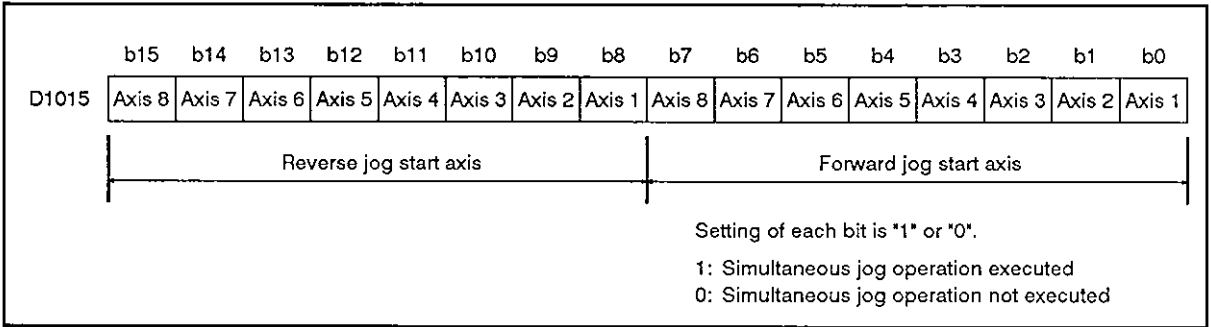 b15 b14 b13 b12 b11 b10 b9 b8 b7 b6 b5 b4 b3 b2 b1 b0
D1015 Axis 8 Axis 7 Axis 6 Axis 5 Axis 4 Axis 3 Axis 2 Axis 1 Axis 8 Axis 7 Axis 6 Axis 5 Axis 4 Axis 3 Axis 2 Axis 1
Reverse jog start axis Forward jog start axis
Setting of each bit is "1" or "0".
1: Simultaneous jog operation executed
0: Simultaneous jog operation not executed